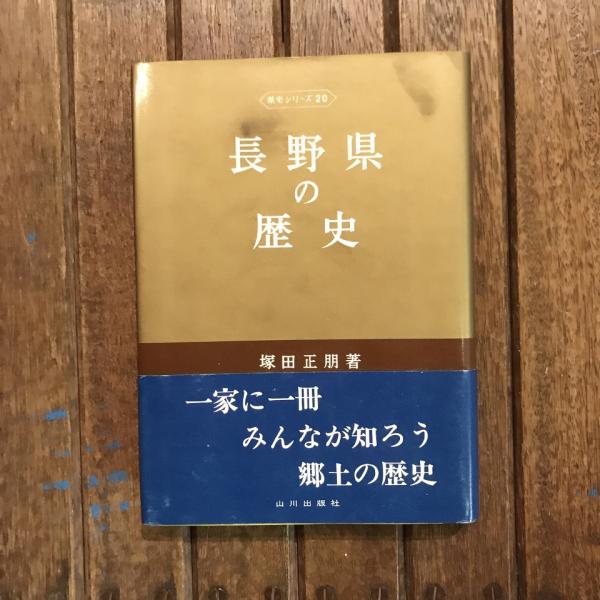 県史シリーズ20
長野県
の
歴史
塚田正朋著
一家に一冊
みんなが知ろう
郷土の歴史
山川出版社